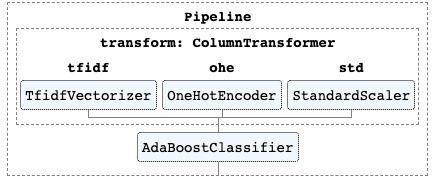 Pipeline
transform: ColumnTransformer
tfidf ohe std
TfidfVectorizer OneHotEncoder StandardScaler
AdaBoostClassifier